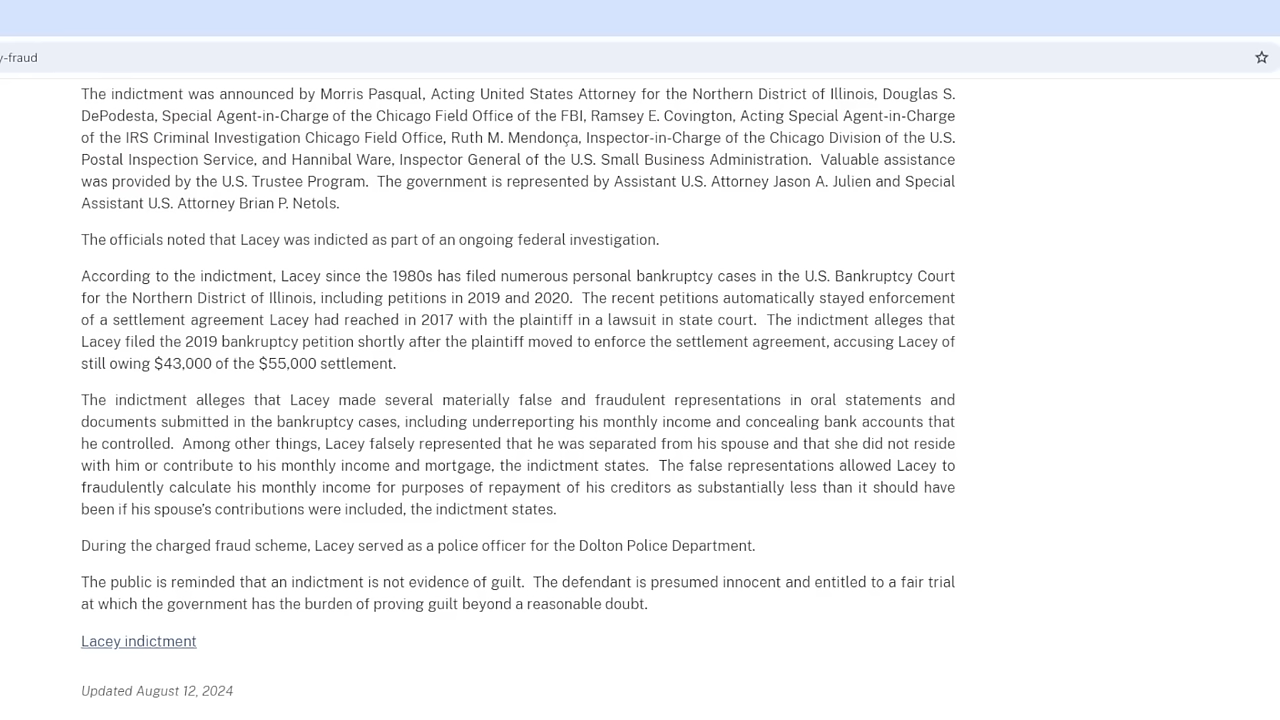 y-fraud
The indictment was announced by Morris Pasqual, Acting United States Attorney for the Northern District of Illinois, Douglas S.
DePodesta, Special Agent-in-Charge of the Chicago Field Office of the FBI, Ramsey E. Covington, Acting Special Agent-in-Charge
of the IRS Criminal Investigation Chicago Field Office, Ruth M. Mendonça, Inspector-in-Charge of the Chicago Division of the U.S.
Postal Inspection Service, and Hannibal Ware, Inspector General of the U.S. Small Business Administration.  Valuable assistance
was provided by the U.S. Trustee Program.  The government is represented by Assistant U.S. Attorney Jason A. Julien and Special
Assistant U.S. Attorney Brian P. Netols.
The officials noted that Lacey was indicted as part of an ongoing federal investigation.
According to the indictment, Lacey since the 1980s has filed numerous personal bankruptcy cases in the U.S. Bankruptcy Court
for the Northern District of Illinois, including petitions in 2019 and 2020.  The recent petitions automatically stayed enforcement
of a settlement agreement Lacey had reached in 2017 with the plaintiff in a lawsuit in state court.  The indictment alleges that
Lacey filed the 2019 bankruptcy petition shortly after the plaintiff moved to enforce the settlement agreement, accusing Lacey of
still owing $43,000 of the $55,000 settlement.
The indictment alleges that Lacey made several materially false and fraudulent representations in oral statements and
documents submitted in the bankruptcy cases, including underreporting his monthly income and concealing bank accounts that
he controlled.  Among other things, Lacey falsely represented that he was separated from his spouse and that she did not reside
with him or contribute to his monthly income and mortgage, the indictment states.  The false representations allowed Lacey to
fraudulently calculate his monthly income for purposes of repayment of his creditors as substantially less than it should have
been if his spouse's contributions were included, the indictment states.
During the charged fraud scheme, Lacey served as a police officer for the Dolton Police Department.
The public is reminded that an indictment is not evidence of guilt.  The defendant is presumed innocent and entitled to a fair trial
at which the government has the burden of proving guilt beyond a reasonable doubt.
Lacey indictment
Updated August 12, 2024